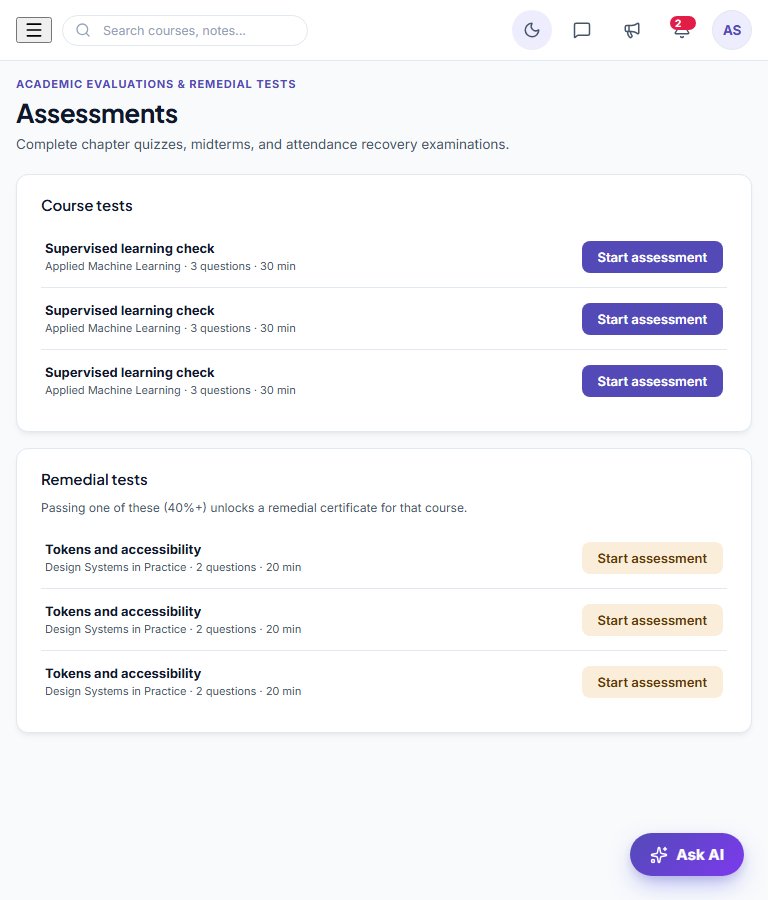 Search courses, notes...
2
AS
ACADEMIC EVALUATIONS & REMEDIAL TESTS
Assessments
Complete chapter quizzes, midterms, and attendance recovery examinations.
Course tests
Supervised learning check
Applied Machine Learning · 3 questions · 30 min
Start assessment
Supervised learning check
Applied Machine Learning · 3 questions · 30 min
Start assessment
Supervised learning check
Applied Machine Learning · 3 questions · 30 min
Start assessment
Remedial tests
Passing one of these (40%+) unlocks a remedial certificate for that course.
Tokens and accessibility
Design Systems in Practice · 2 questions · 20 min
Start assessment
Tokens and accessibility
Design Systems in Practice · 2 questions · 20 min
Start assessment
Tokens and accessibility
Design Systems in Practice · 2 questions · 20 min
Start assessment
Ask AI